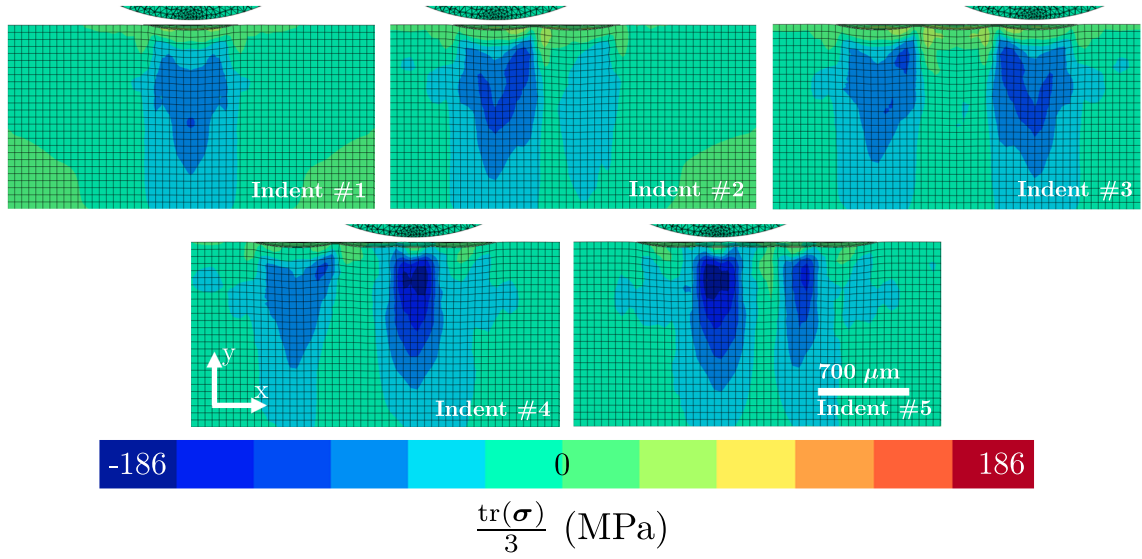 Indent #1
Indent #2
Indent #3
y
x
Indent #4
700 μm
Indent #5
-186 0 186
tr(σ)/3 (MPa)